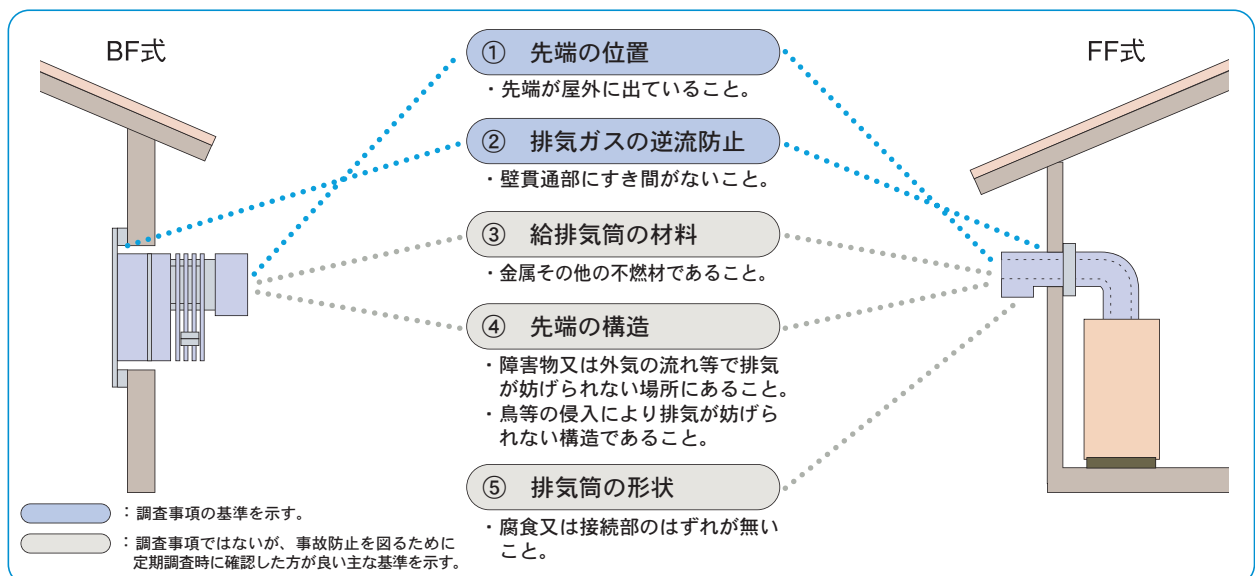 BF式
FF式
① 先端の位置
・先端が屋外に出ていること。
② 排気ガスの逆流防止
・壁貫通部にすき間がないこと。
③ 給排気筒の材料
・金属その他の不燃材であること。
④ 先端の構造
・障害物又は外気の流れ等で排気
が妨げられない場所にあること。
・鳥等の侵入により排気が妨げら
れない構造であること。
⑤ 排気筒の形状
・腐食又は接続部のはずれが無い
こと。
：調査事項の基準を示す。
：調査事項ではないが、事故防止を図るために
定期調査時に確認した方が良い主な基準を示す。